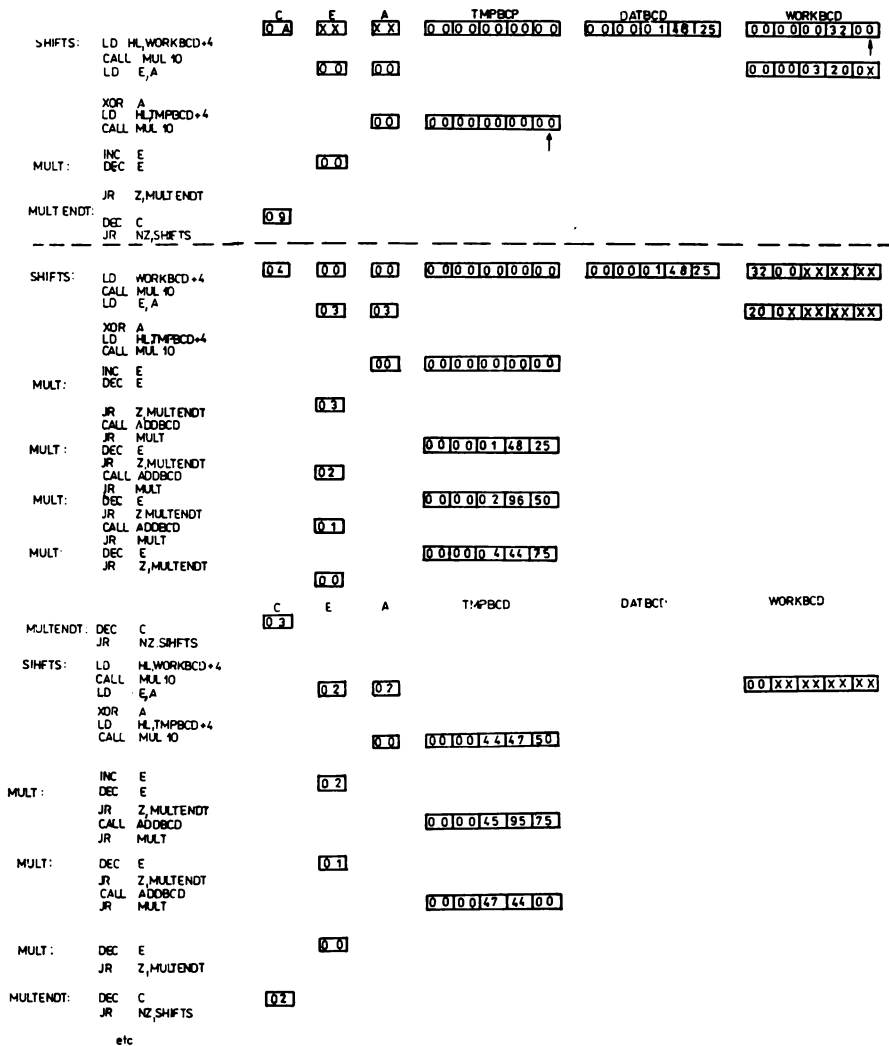 C E A TMPBCP DATBCD WORKBCD
0A XX XX 00 00 00 00 00 00 00 01 48 25 00 00 00 32 00
SHIFTS: LD HL,WORKBCD+4
CALL MUL 10
LD E,A 00 00 00 00 03 20 0X
XOR A
LD HL,TMPBCD+4
CALL MUL 10 00 00 00 00 00 00
INC E
MULT: DEC E 00
JR Z,MULT ENDT
MULT ENDT: 09
DEC C
JR NZ,SHIFTS
SHIFTS: LD WORKBCD+4 04 00 00 00 00 00 00 00 00 00 01 48 25 32 00 XX XX XX
CALL MUL 10
LD E,A 03 03 20 0X XX XX XX
XOR A
LD HL,TMPBCD+4
CALL MUL 10 00 00 00 00 00 00
INC E
MULT: DEC E
03
JR Z,MULTENDT
CALL ADDBCD
JR MULT 00 00 01 48 25
MULT: DEC E
JR Z,MULTENDT 02
CALL ADDBCD
JR MULT
MULT: DEC E 00 00 02 96 50
JR Z MULTENDT
CALL ADDBCD 01
JR MULT
MULT: DEC E 00 00 04 44 75
JR Z,MULTENDT
00
C E A TMPBCD DATBCD WORKBCD
MULTENDT: DEC C 03
JR NZ.SIHFTS
SIHFTS: LD HL,WORKBCD+4
CALL MUL 10
LD E,A 02 02 00 XX XX XX XX
XOR A
LD HL,TMPBCD+4
CALL MUL 10 00 00 00 44 47 50
INC E
MULT: DEC E 02
JR Z,MULTENDT
CALL ADDBCD 00 00 45 95 75
JR MULT
MULT: DEC E 01
JR Z,MULTENDT
CALL ADDBCD
JR MULT 00 00 47 44 00
MULT: DEC E 00
JR Z,MULTENDT
MULTENDT: DEC C 02
JR NZ,SHIFTS
etc